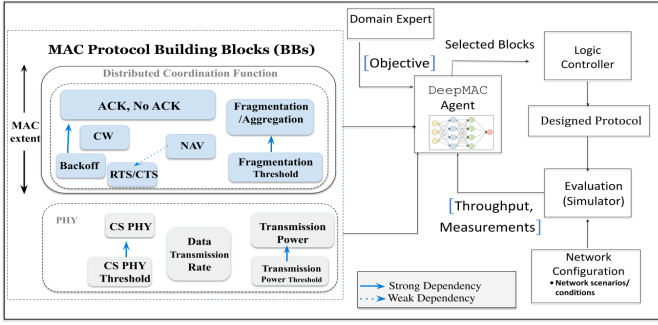 MAC Protocol Building Blocks (BBs)
Distributed Coordination Function
MAC
extent
ACK, No ACK
CW
NAV
Backoff
RTS/CTS
Fragmentation
/Aggregation
Fragmentation
Threshold
PHY
CS PHY
CS PHY
Threshold
Data
Transmission
Rate
Transmission
Power
Transmission
Power Threshold
Domain Expert
[Objective]
DeepMAC
Agent
Selected Blocks
Logic
Controller
Designed Protocol
Evaluation
(Simulator)
[Throughput,
Measurements]
Network
Configuration
• Network scenarios/
conditions
Strong Dependency
Weak Dependency